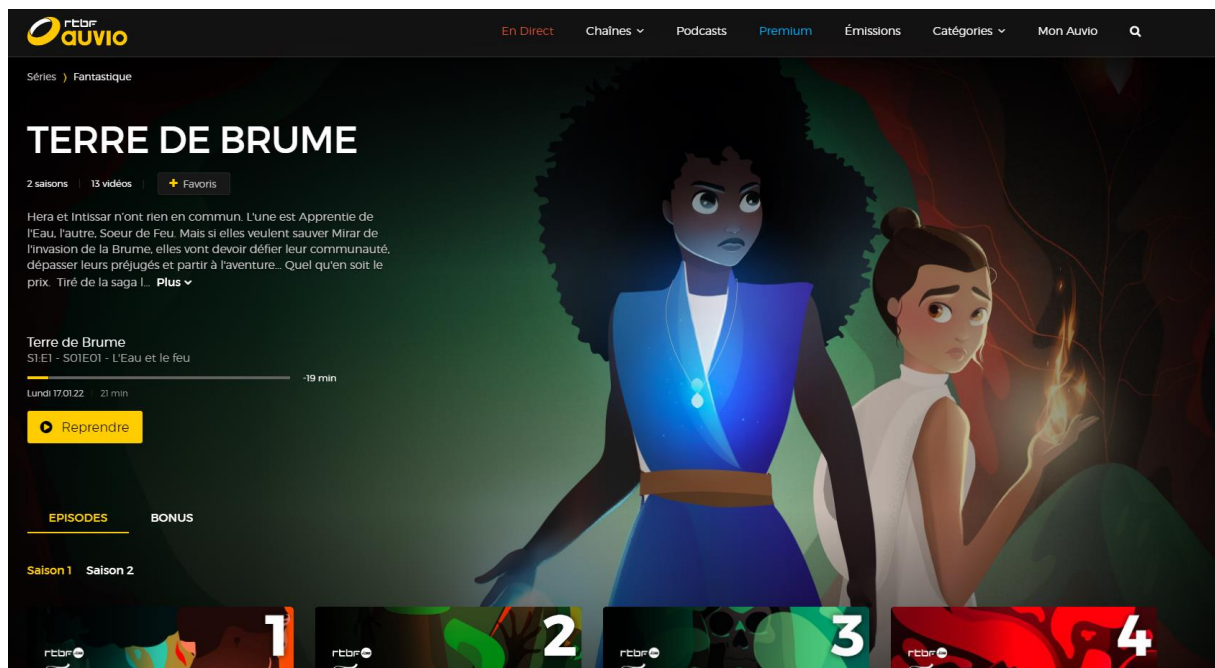 rtbf
auvio
En Direct Chaînes Podcasts Premium Émissions Catégories Mon Auvio
Séries ⟩ Fantastique
TERRE DE BRUME
2 saisons 13 vidéos + Favoris
Hera et Intissar n'ont rien en commun. L'une est Apprentie de
l'Eau, l'autre, Soeur de Feu. Mais si elles veulent sauver Mirar de
l'invasion de la Brume, elles vont devoir défier leur communauté,
dépasser leurs préjugés et partir à l'aventure... Quel qu'en soit le
prix. Tiré de la saga l... Plus
Terre de Brume
S1:E1 - S01E01 - L'Eau et le feu
-19 min
Lundi 17.01.22 21 min
Reprendre
EPISODES BONUS
Saison 1 Saison 2
1 2 3 4
rtbf rtbf rtbf rtbf